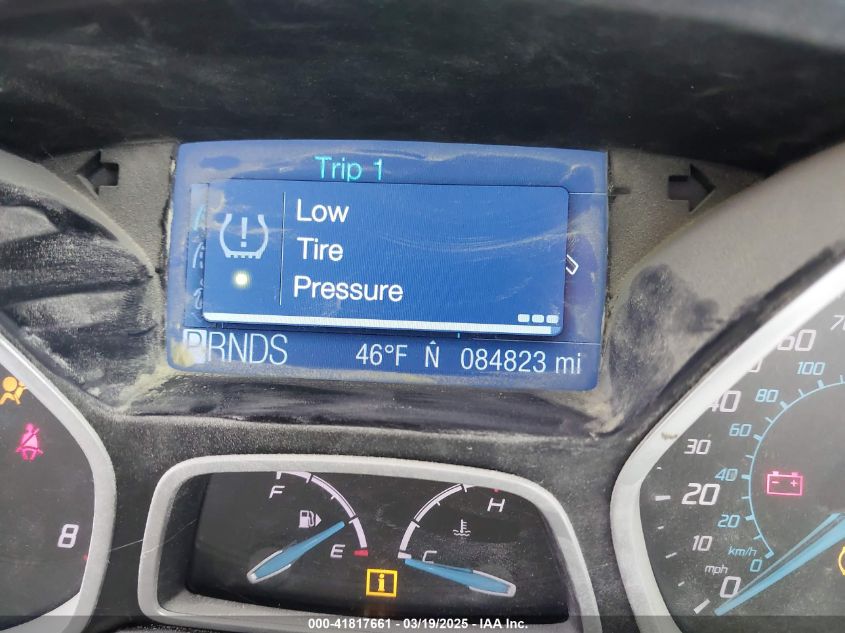 Trip 1
Low
Tire
Pressure
PRNDS 46°F N̂ 084823 mi
8
F
E
H
C
i
70
60
40
30
20
10
0
mph
100
80
60
40
20
0
km/h
000-41817661 - 03/19/2025 - IAA Inc.